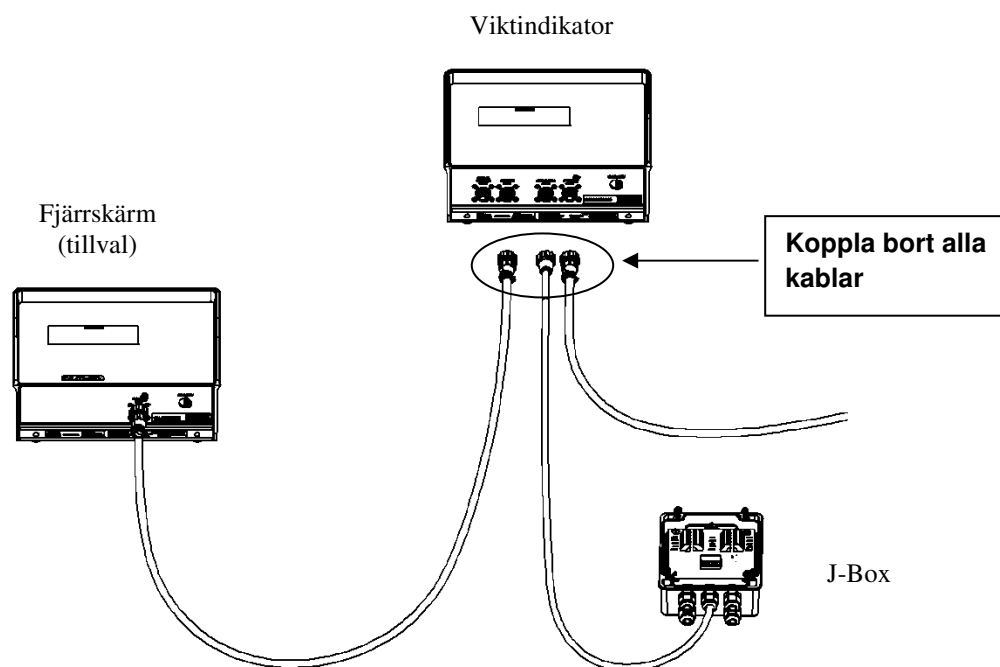 Viktindikator
Fjärrskärm
(tillval)
Koppla bort alla
kablar
J-Box